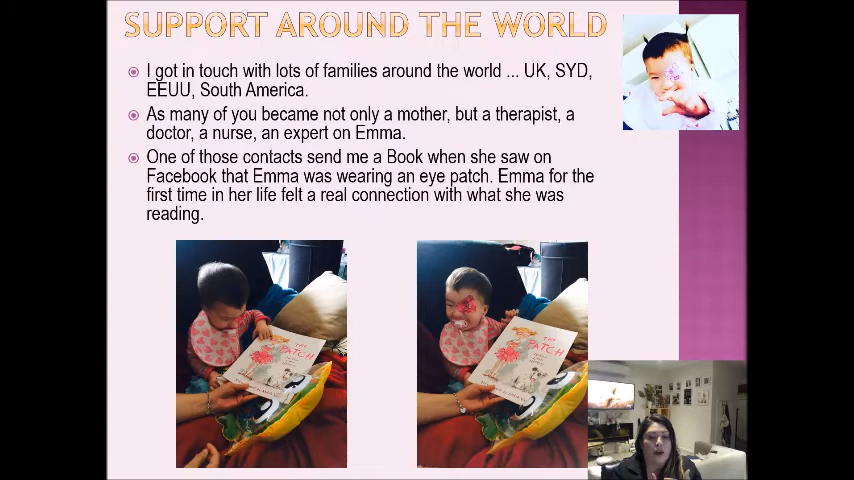 SUPPORT AROUND THE WORLD
I got in touch with lots of families around the world ... UK, SYD,
EEUU, South America.
As many of you became not only a mother, but a therapist, a
doctor, a nurse, an expert on Emma.
One of those contacts send me a Book when she saw on
Facebook that Emma was wearing an eye patch. Emma for the
first time in her life felt a real connection with what she was
reading.
THE
PATCH
THE
PATCH